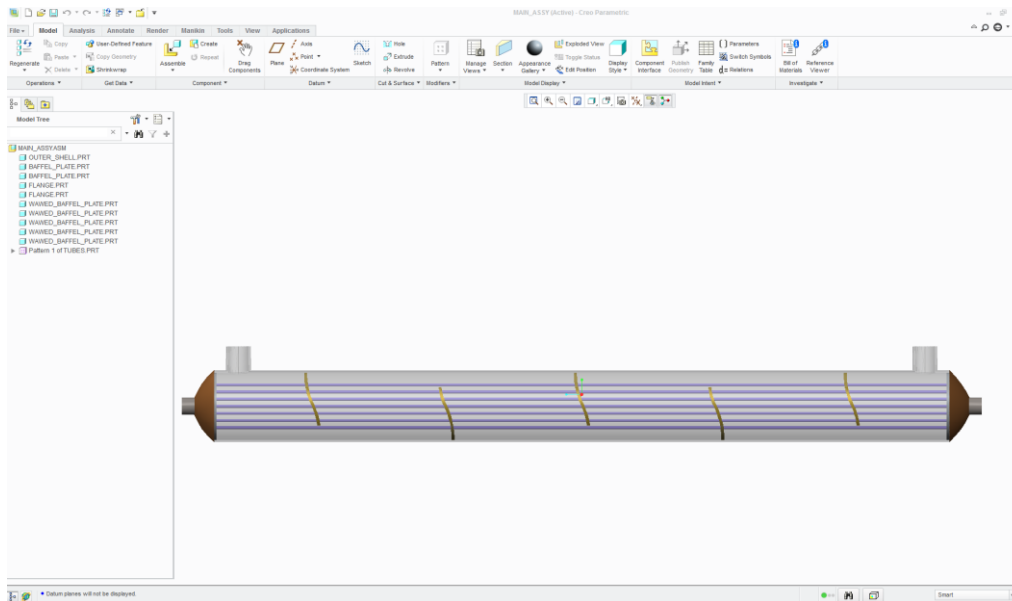 MAIN_ASSY (Active) - Creo Parametric
File Model Analysis Annotate Render Manikin Tools View Applications
Regenerate
Copy
Paste
Delete
User-Defined Feature
Copy Geometry
Shrinkwrap
Assemble
Create
Repeat
Drag
Components
Plane
Axis
Point
Coordinate System
Sketch
Hole
Extrude
Revolve
Pattern
Manage
Views
Section
Appearance
Gallery
Exploded View
Toggle Status
Edit Position
Display
Style
Component
Interface
Publish
Geometry
Family
Table
Parameters
Switch Symbols
d= Relations
Bill of
Materials
Reference
Viewer
Operations Get Data Component Datum Cut & Surface Modifiers Model Display Model Intent Investigate
Model Tree
MAIN_ASSY.ASM
OUTER_SHELL.PRT
BAFFEL_PLATE.PRT
BAFFEL_PLATE.PRT
FLANGE.PRT
FLANGE.PRT
WAWED_BAFFEL_PLATE.PRT
WAWED_BAFFEL_PLATE.PRT
WAWED_BAFFEL_PLATE.PRT
WAWED_BAFFEL_PLATE.PRT
WAWED_BAFFEL_PLATE.PRT
Pattern 1 of TUBES.PRT
Datum planes will not be displayed.
Smart